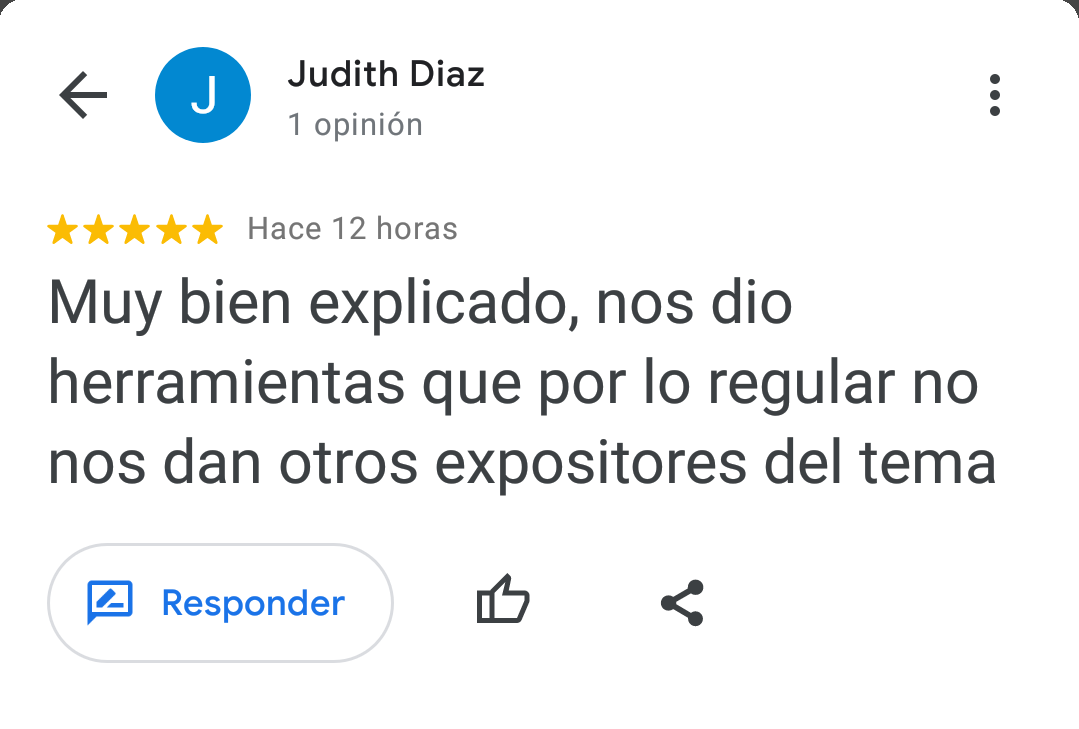 J
Judith Diaz
1 opinión
Hace 12 horas
Muy bien explicado, nos dio
herramientas que por lo regular no
nos dan otros expositores del tema
Responder